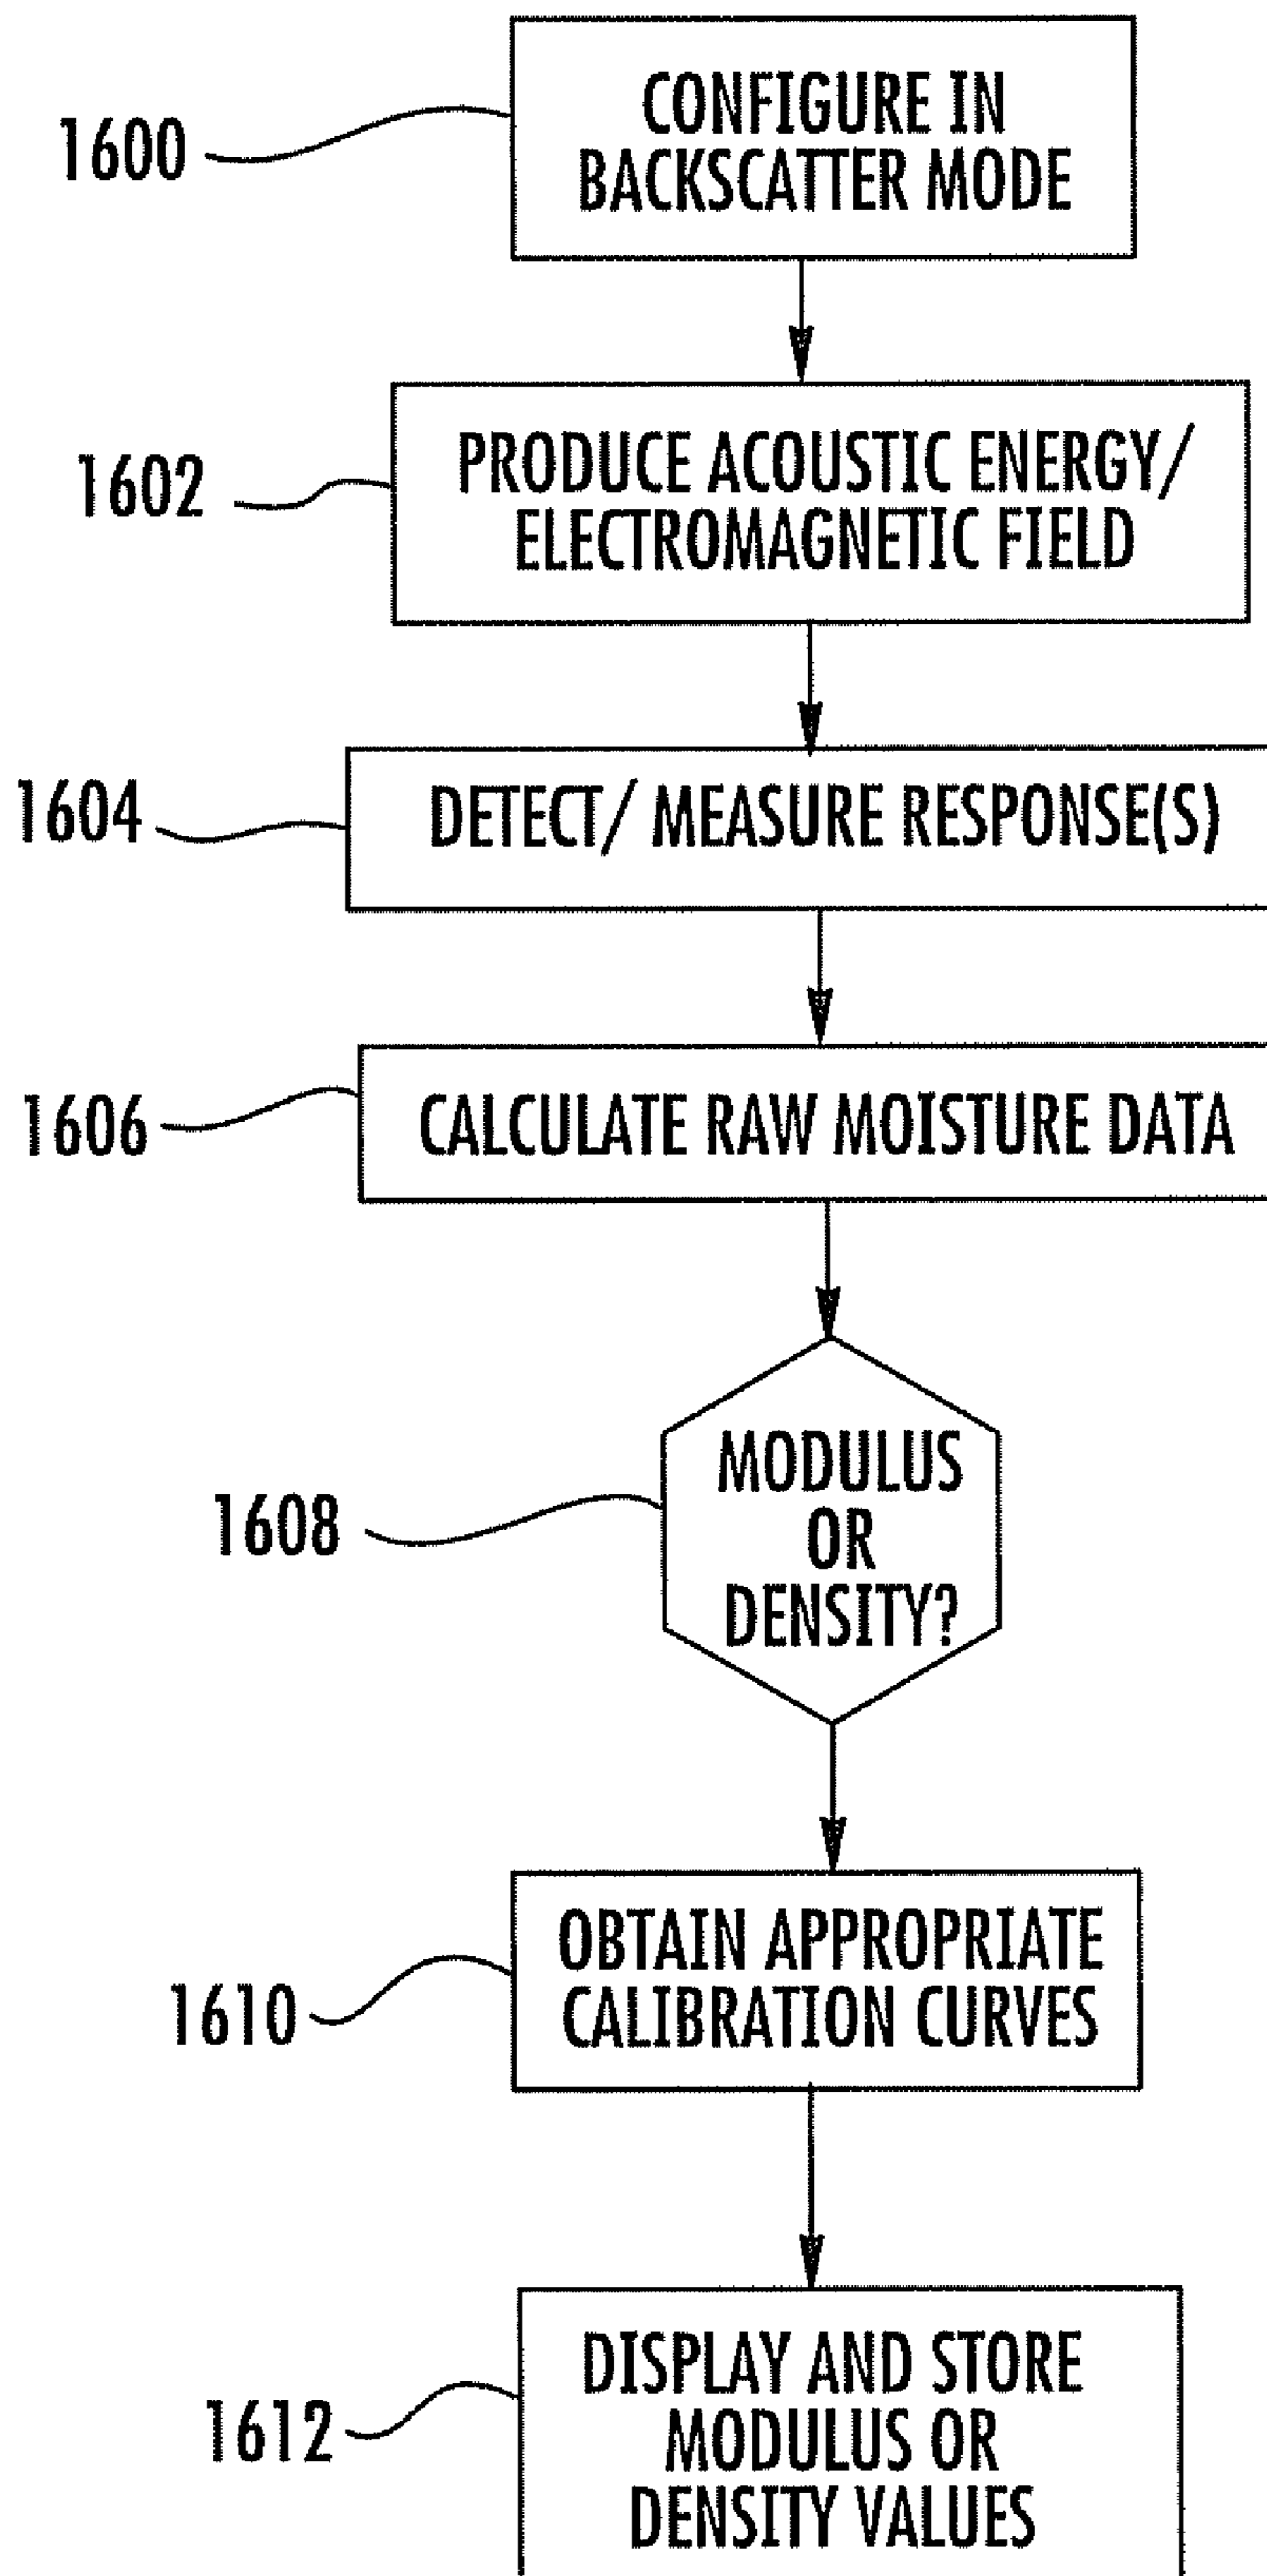 1600
CONFIGURE IN
BACKSCATTER MODE
1602
PRODUCE ACOUSTIC ENERGY/
ELECTROMAGNETIC FIELD
1604
DETECT/ MEASURE RESPONSE(S)
1606
CALCULATE RAW MOISTURE DATA
1608
MODULUS
OR
DENSITY?
1610
OBTAIN APPROPRIATE
CALIBRATION CURVES
1612
DISPLAY AND STORE
MODULUS OR
DENSITY VALUES